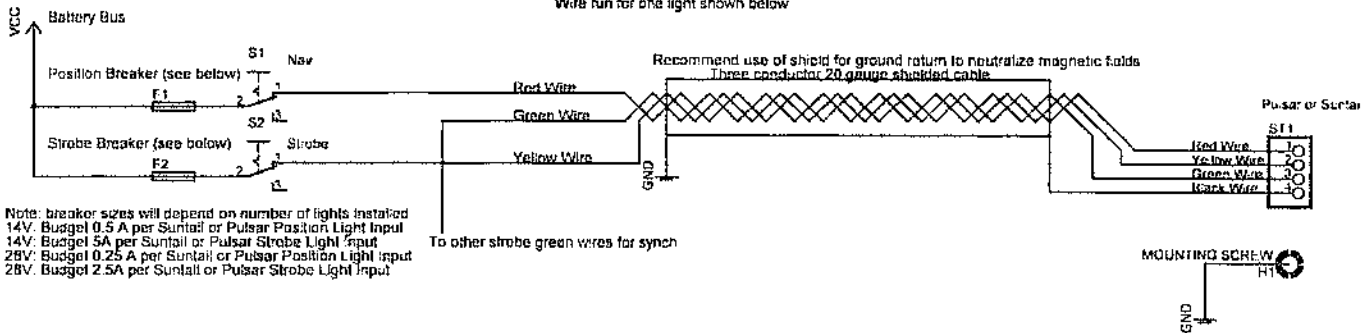 Wire run for one light shown below
VCC
Battery Bus
S1
Nav
Position Breaker (see below)
F1
2
1
3
Red Wire
Green Wire
Recommend use of shield for ground return to neutralize magnetic fields
Three conductor 20 gauge shielded cable
S2
Strobe Breaker (see below)
Strobe
F2
2
1
3
Yellow Wire
GND
Pulsar or Suntail
ST1
Red Wire 1
Yellow Wire 2
Green Wire 3
Black Wire 4
Note: breaker sizes will depend on number of lights installed
14V: Budget 0.5 A per Suntail or Pulsar Position Light Input
14V: Budget 5A per Suntail or Pulsar Strobe Light Input
28V: Budget 0.25 A per Suntail or Pulsar Position Light Input
28V: Budget 2.5A per Suntail or Pulsar Strobe Light Input
To other strobe green wires for synch
MOUNTING SCREW
H1
GND